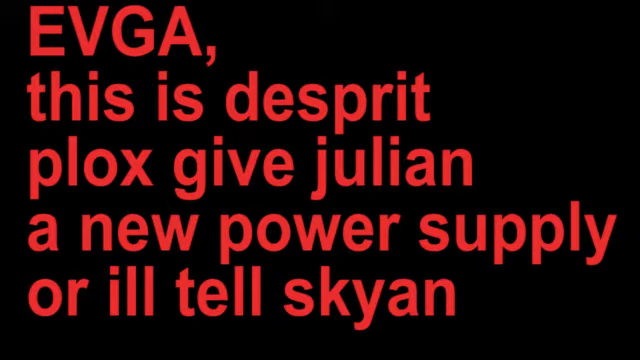 EVGA,
this is desprit
plox give julian
a new power supply
or ill tell skyan